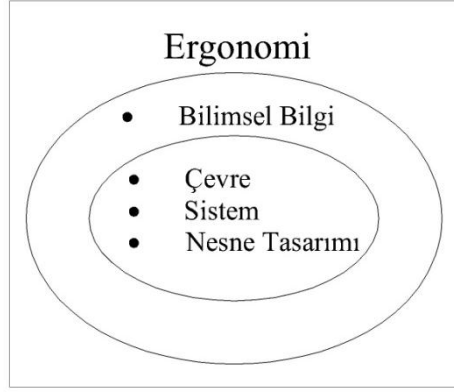 Ergonomi
• Bilimsel Bilgi
• Çevre
• Sistem
• Nesne Tasarımı